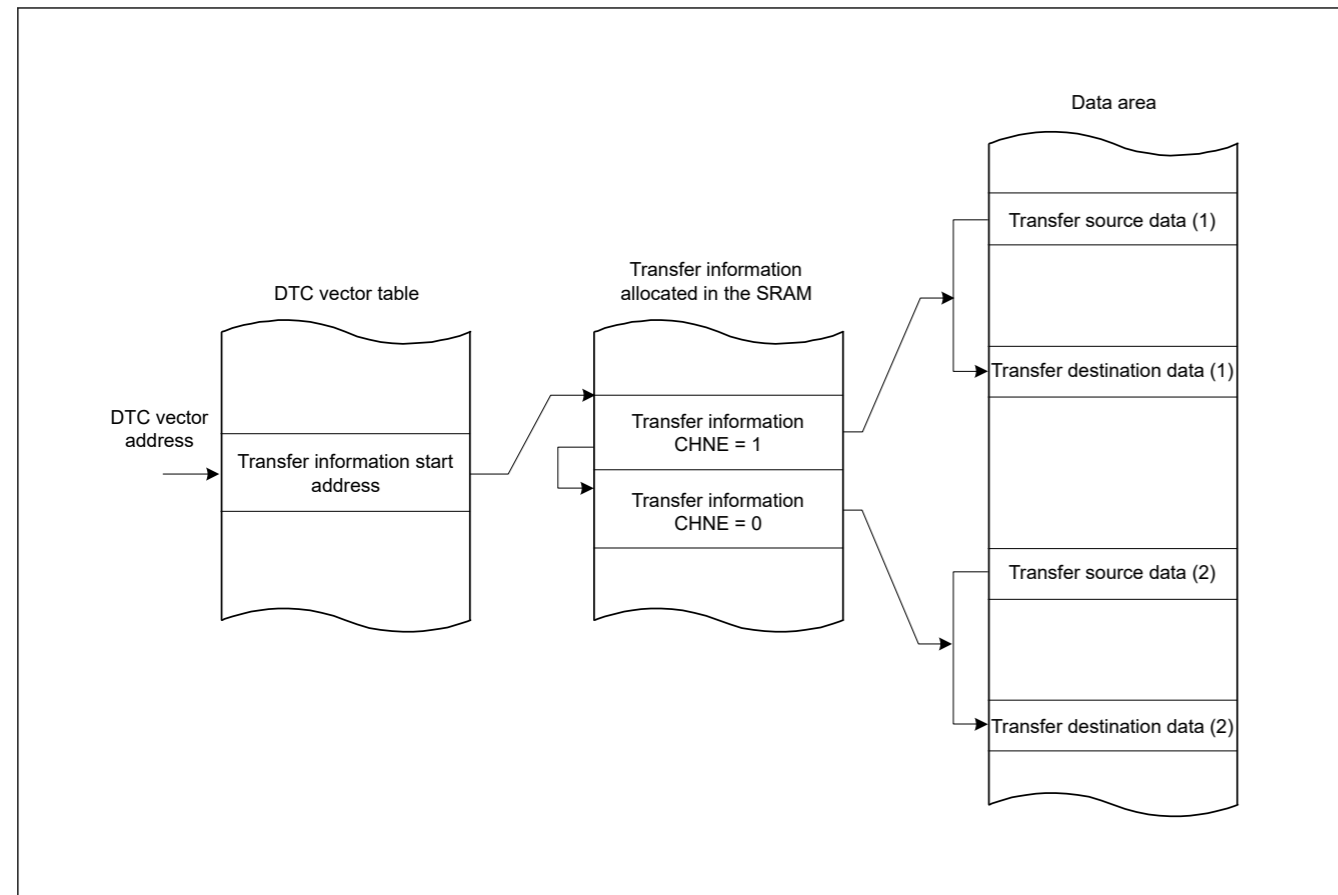 Data area
Transfer source data (1)
Transfer information
allocated in the SRAM
DTC vector table
Transfer destination data (1)
DTC vector
address
Transfer information start
address
Transfer information
CHNE = 1
Transfer information
CHNE = 0
Transfer source data (2)
Transfer destination data (2)